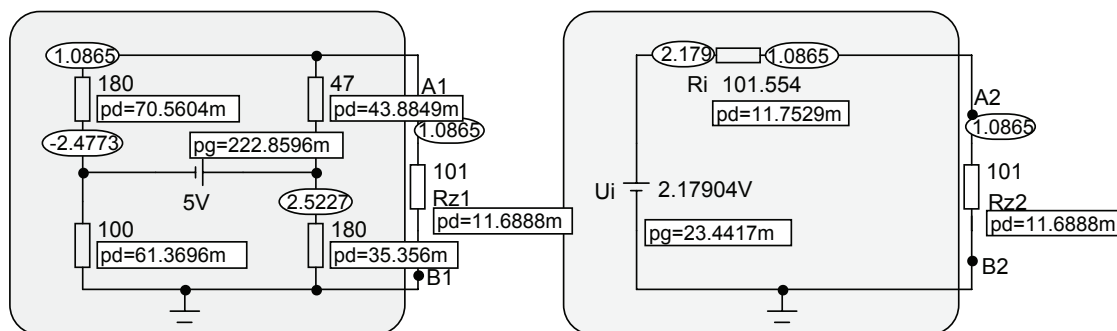 1.0865
180
pd=70.5604m
47
pd=43.8849m
A1
1.0865
-2.4773
pg=222.8596m
5V
2.5227
101
Rz1
pd=11.6888m
100
pd=61.3696m
180
pd=35.356m
B1
2.179
1.0865
Ri 101.554
pd=11.7529m
A2
1.0865
Ui 2.17904V
pg=23.4417m
101
Rz2
pd=11.6888m
B2